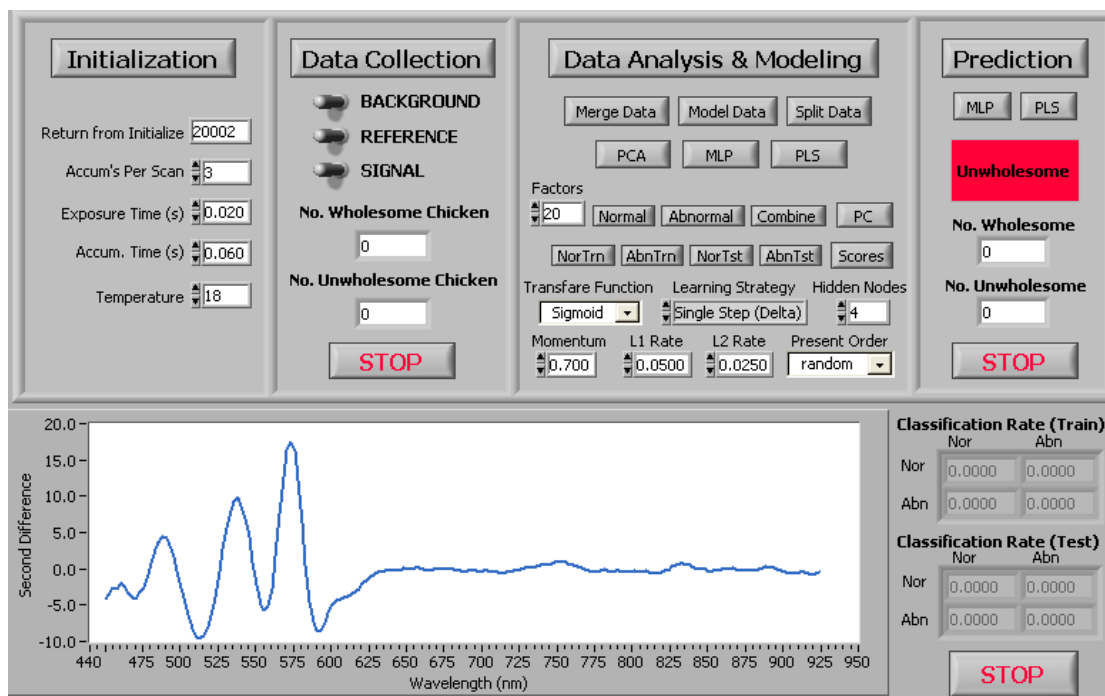 Initialization
Return from Initialize 20002
Accum's Per Scan 3
Exposure Time (s) 0.020
Accum. Time (s) 0.060
Temperature 18
Data Collection
BACKGROUND
REFERENCE
SIGNAL
No. Wholesome Chicken
0
No. Unwholesome Chicken
0
STOP
Data Analysis & Modeling
Merge Data Model Data Split Data
PCA MLP PLS
Factors
20 Normal Abnormal Combine PC
NorTrn AbnTrn NorTst AbnTst Scores
Transfare Function Learning Strategy Hidden Nodes
Sigmoid Single Step (Delta) 4
Momentum L1 Rate L2 Rate Present Order
0.700 0.0500 0.0250 random
Prediction
MLP PLS
Unwholesome
No. Wholesome
0
No. Unwholesome
0
STOP
Second Difference
20.0
15.0
10.0
5.0
0.0
-5.0
-10.0
440 475 500 525 550 575 600 625 650 675 700 725 750 775 800 825 850 875 900 925 950
Wavelength (nm)
Classification Rate (Train)
Nor Abn
Nor 0.0000 0.0000
Abn 0.0000 0.0000
Classification Rate (Test)
Nor Abn
Nor 0.0000 0.0000
Abn 0.0000 0.0000
STOP